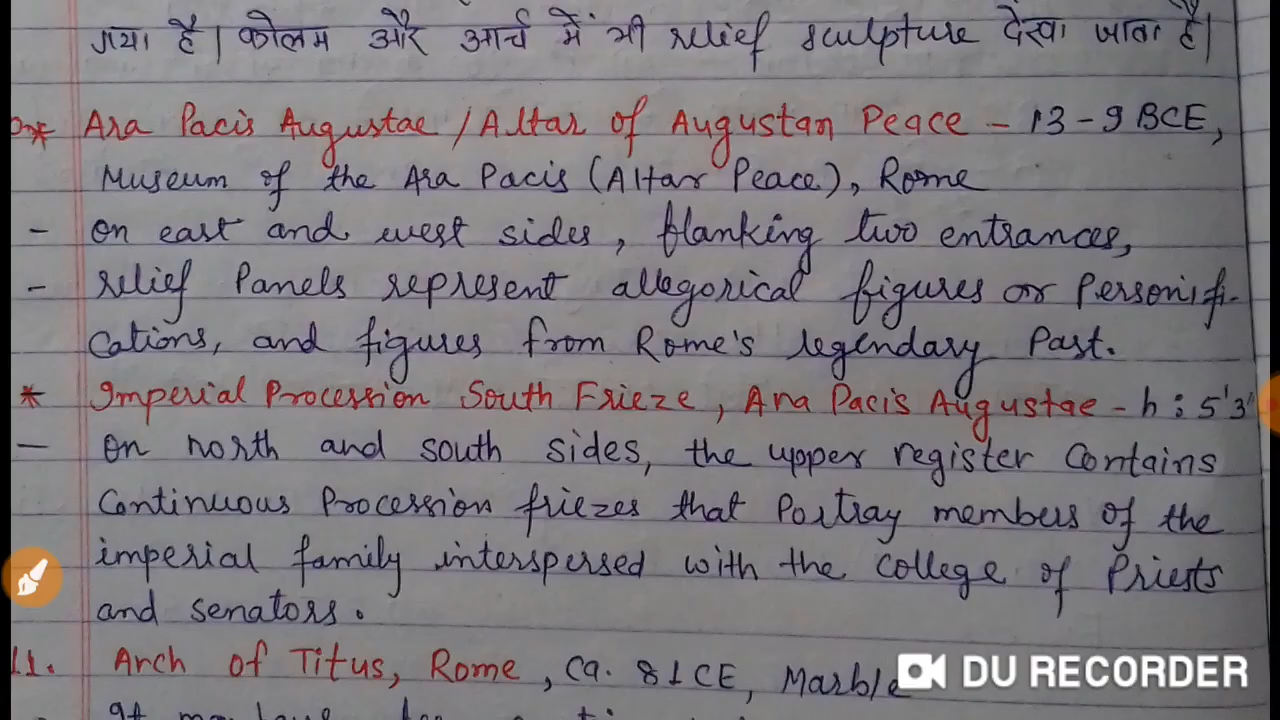 गया है। कोलम और आर्च में भी relief sculpture देखा जाता है।
* Ara Pacis Augustae / Altar of Augustan Peace - 13-9 BCE,
Museum of the Ara Pacis (Altar Peace), Rome
- on east and west sides, flanking two entrances,
- relief Panels represent allegorical figures or Personifi-
cations, and figures from Rome's legendary Past.
* Imperial Procession South Frieze, Ara Pacis Augustae - h : 5'3"
- On north and south sides, the upper register contains
Continuous Procession friezes that Portray members of the
imperial family interspersed with the college of Priests
and senators.
11. Arch of Titus, Rome, ca. 81 CE, Marble
DU RECORDER